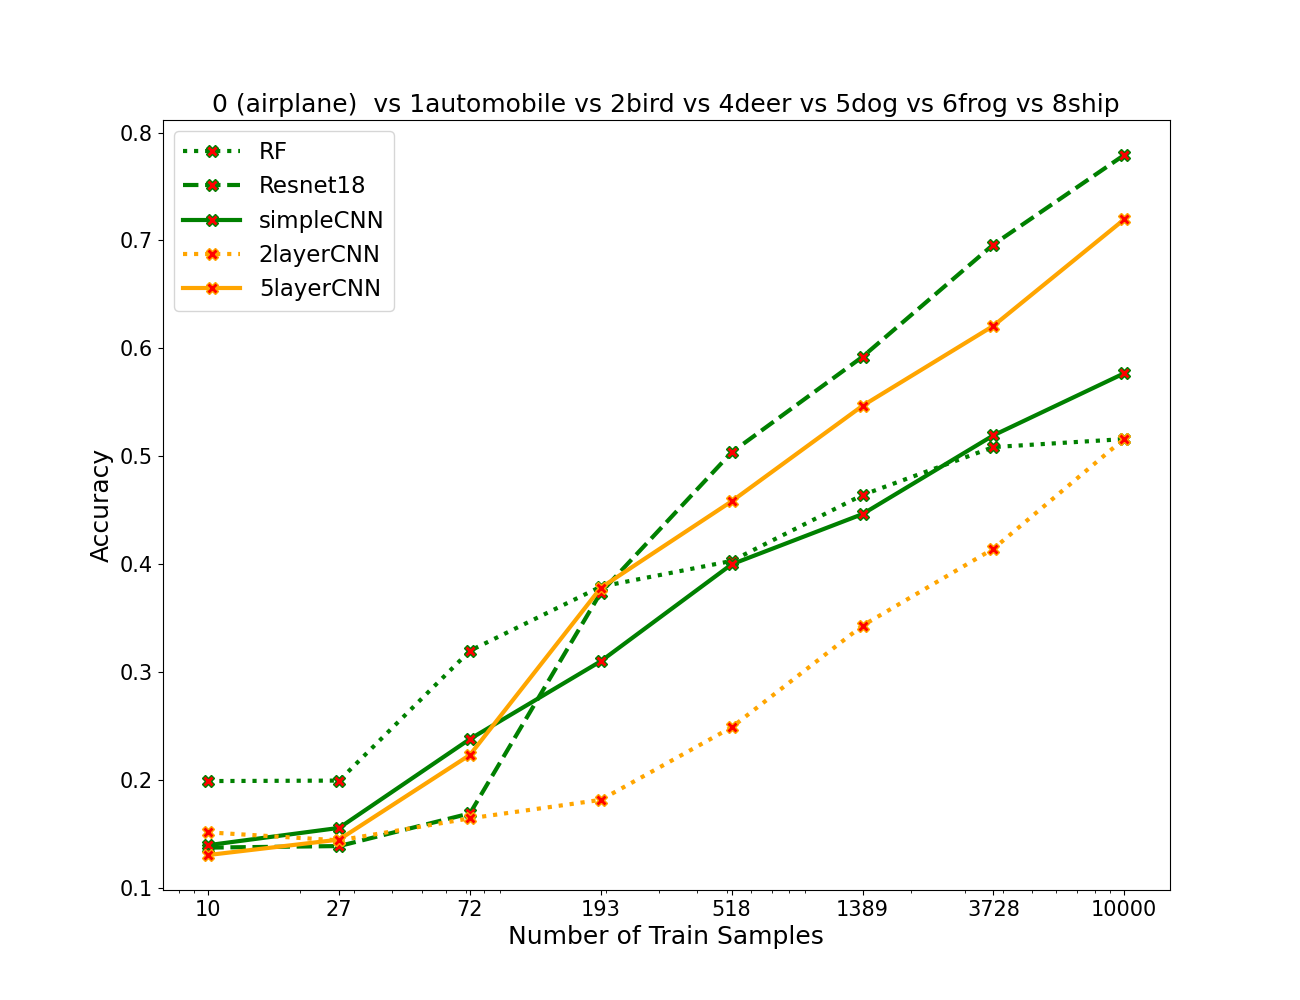 0 (airplane)  vs 1automobile vs 2bird vs 4deer vs 5dog vs 6frog vs 8ship
RF
Resnet18
simpleCNN
2layerCNN
5layerCNN
0.8
0.7
0.6
0.5
0.4
0.3
0.2
0.1
Accuracy
10 27 72 193 518 1389 3728 10000
Number of Train Samples